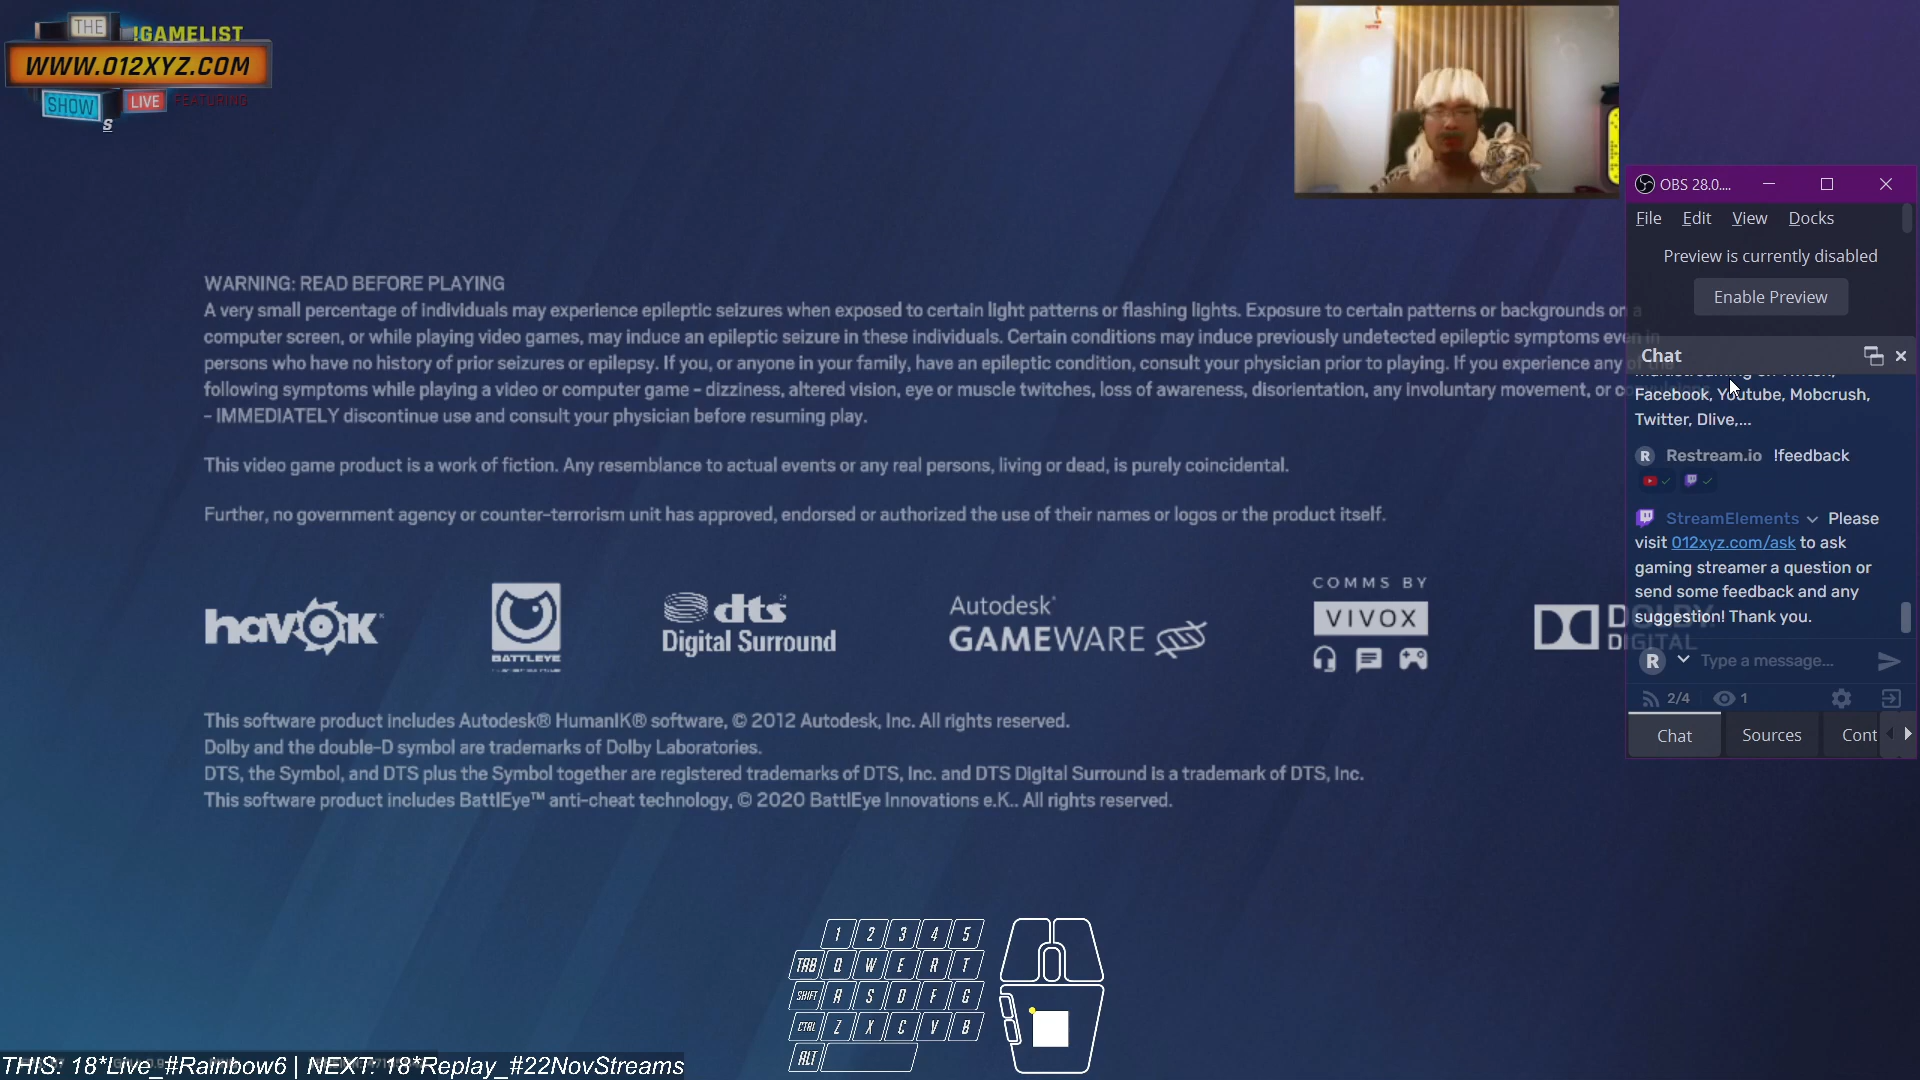 THE
!GAMELIST
WWW.012XYZ.COM
SHOW
LIVE
FEATURING
S
OBS 28.0....
File Edit View Docks
Preview is currently disabled
Enable Preview
Chat
Facebook, Youtube, Mobcrush,
Twitter, Dlive,...
R Restream.io !feedback
StreamElements Please
visit 012xyz.com/ask to ask
gaming streamer a question or
send some feedback and any
suggestion! Thank you.
R Type a message...
2/4 1
Chat Sources Cont
WARNING: READ BEFORE PLAYING
A very small percentage of individuals may experience epileptic seizures when exposed to certain light patterns or flashing lights. Exposure to certain patterns or backgrounds on a
computer screen, or while playing video games, may induce an epileptic seizure in these individuals. Certain conditions may induce previously undetected epileptic symptoms even in
persons who have no history of prior seizures or epilepsy. If you, or anyone in your family, have an epileptic condition, consult your physician prior to playing. If you experience any of
following symptoms while playing a video or computer game - dizziness, altered vision, eye or muscle twitches, loss of awareness, disorientation, any involuntary movement, or
- IMMEDIATELY discontinue use and consult your physician before resuming play.
This video game product is a work of fiction. Any resemblance to actual events or any real persons, living or dead, is purely coincidental.
Further, no government agency or counter-terrorism unit has approved, endorsed or authorized the use of their names or logos or the product itself.
havok
BATTLEYE
dts
Digital Surround
Autodesk®
GAMEWARE
COMMS BY
VIVOX
DOLBY
DIGITAL
This software product includes Autodesk® HumanIK® software, © 2012 Autodesk, Inc. All rights reserved.
Dolby and the double-D symbol are trademarks of Dolby Laboratories.
DTS, the Symbol, and DTS plus the Symbol together are registered trademarks of DTS, Inc. and DTS Digital Surround is a trademark of DTS, Inc.
This software product includes BattlEye™ anti-cheat technology, © 2020 BattlEye Innovations e.K.. All rights reserved.
1 2 3 4 5
TAB Q W E R T
SHIFT A S D F G
CTRL Z X C V B
ALT
THIS: 18*Live_#Rainbow6 | NEXT: 18*Replay_#22NovStreams